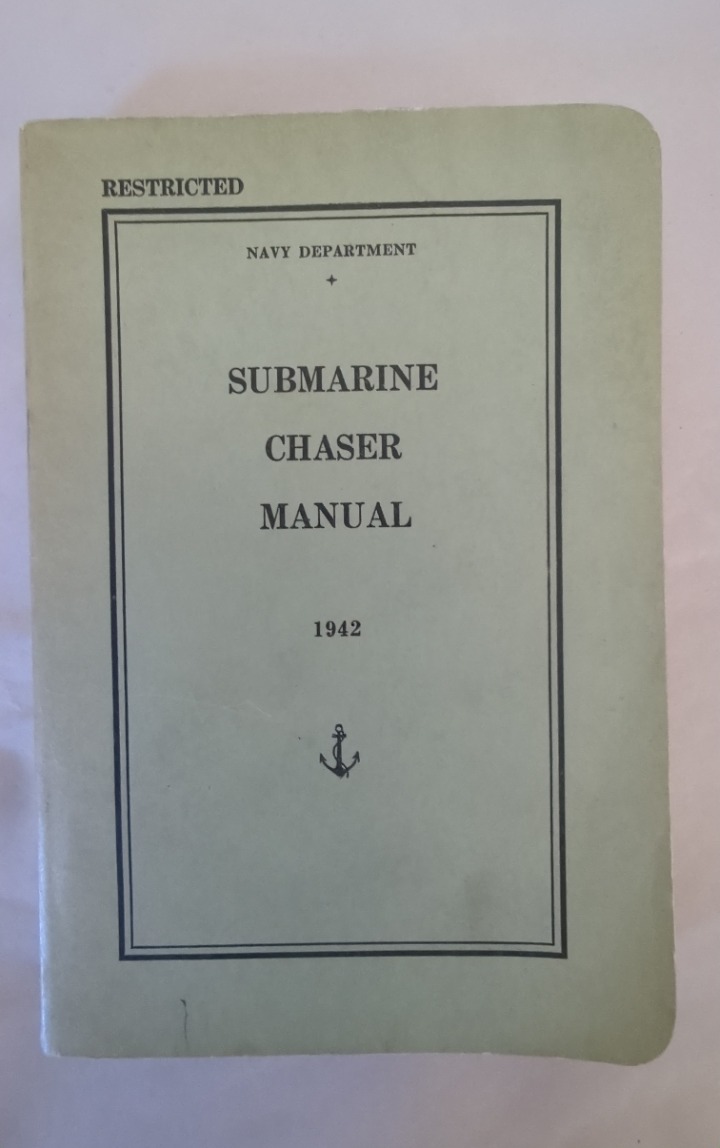 RESTRICTED
NAVY DEPARTMENT
SUBMARINE
CHASER
MANUAL
1942